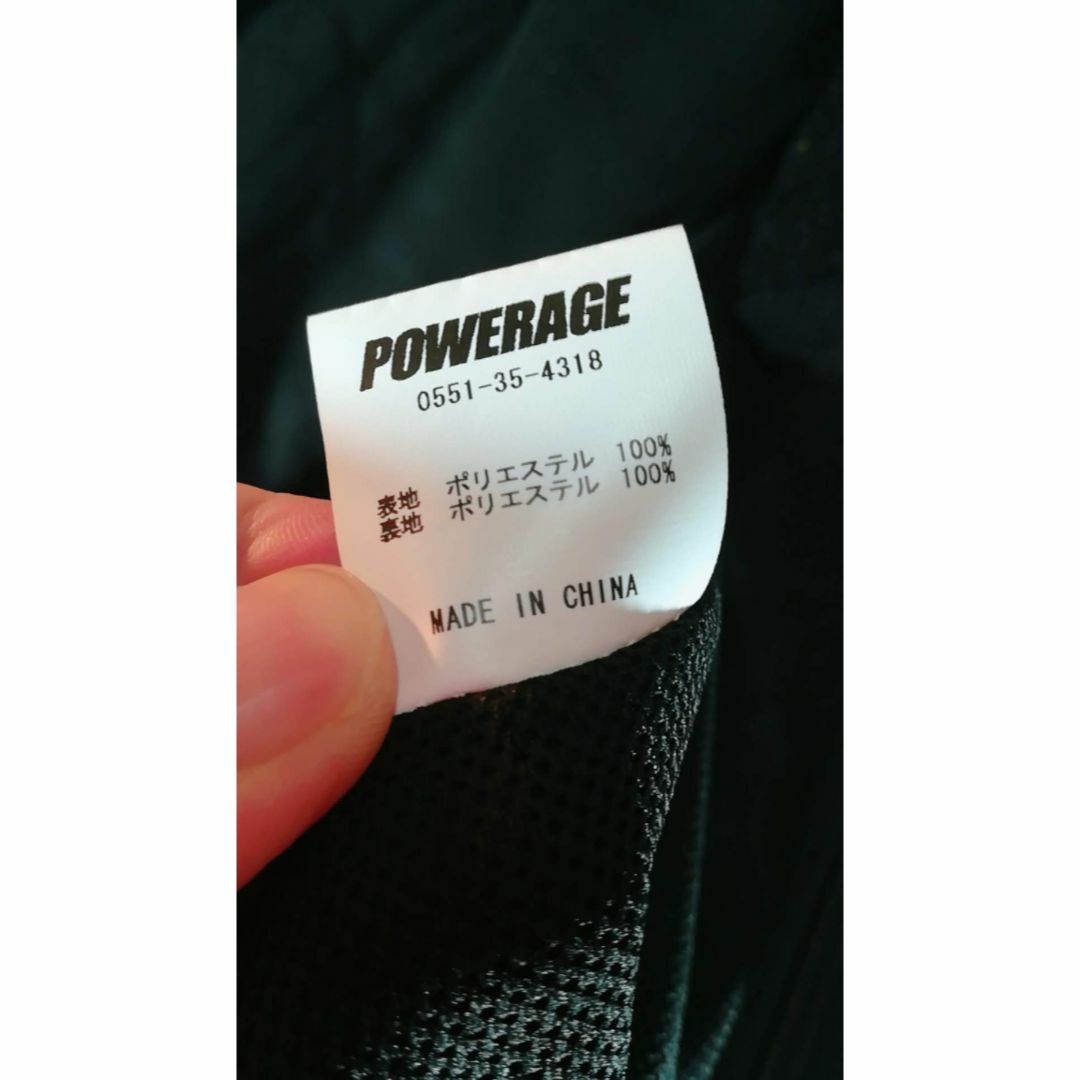 POWERAGE
0551-35-4318
表地 ポリエステル 100%
裏地 ポリエステル 100%
MADE IN CHINA